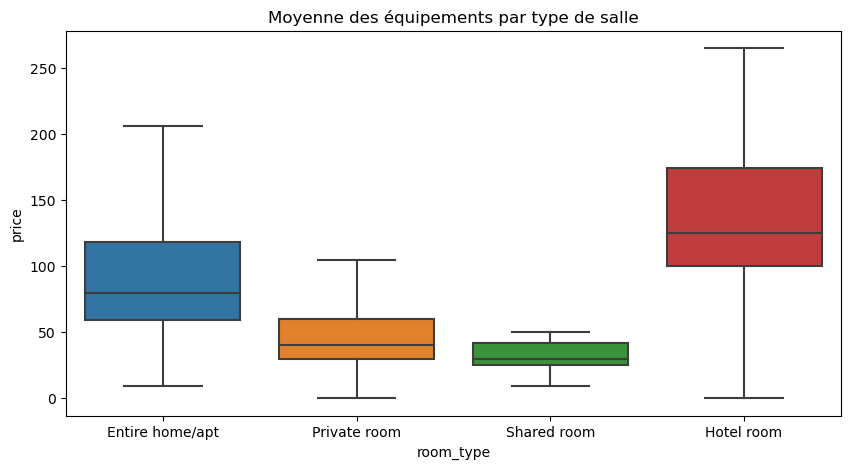 Moyenne des équipements par type de salle
price
250
200
150
100
50
0
Entire home/apt
Private room
Shared room
Hotel room
room_type